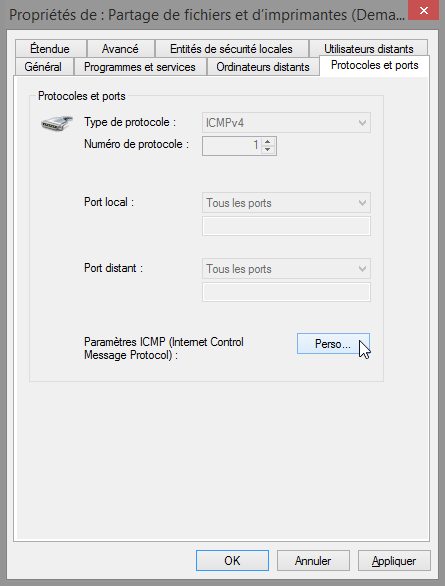 Propriétés de : Partage de fichiers et d'imprimantes (Dema...
Étendue Avancé Entités de sécurité locales Utilisateurs distants
Général Programmes et services Ordinateurs distants Protocoles et ports
Protocoles et ports
Type de protocole : ICMPv4
Numéro de protocole : 1
Port local : Tous les ports
Port distant : Tous les ports
Paramètres ICMP (Internet Control
Message Protocol) : Perso...
OK Annuler Appliquer